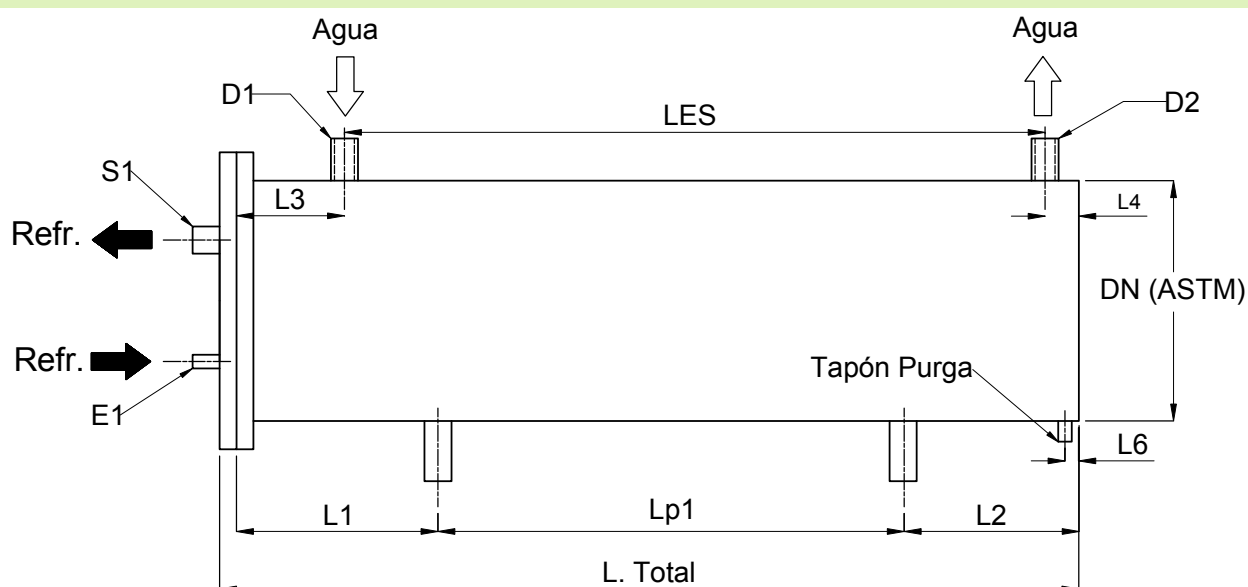 Agua
Agua
D1
LES
D2
S1
L3
L4
Refr.
DN (ASTM)
Refr.
Tapón Purga
E1
L6
L1
Lp1
L2
L. Total